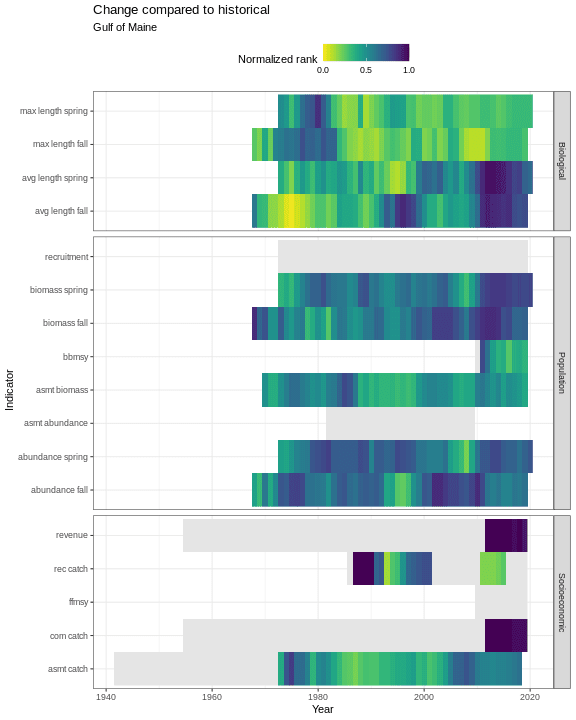 Change compared to historical
Gulf of Maine
Normalized rank
0.0 0.5 1.0
max length spring
max length fall
avg length spring
avg length fall
Biological
recruitment
biomass spring
biomass fall
bbmsy
asmt biomass
asmt abundance
abundance spring
abundance fall
Population
revenue
rec catch
ffmsy
com catch
asmt catch
Socioeconomic
Indicator
1940 1960 1980 2000 2020
Year